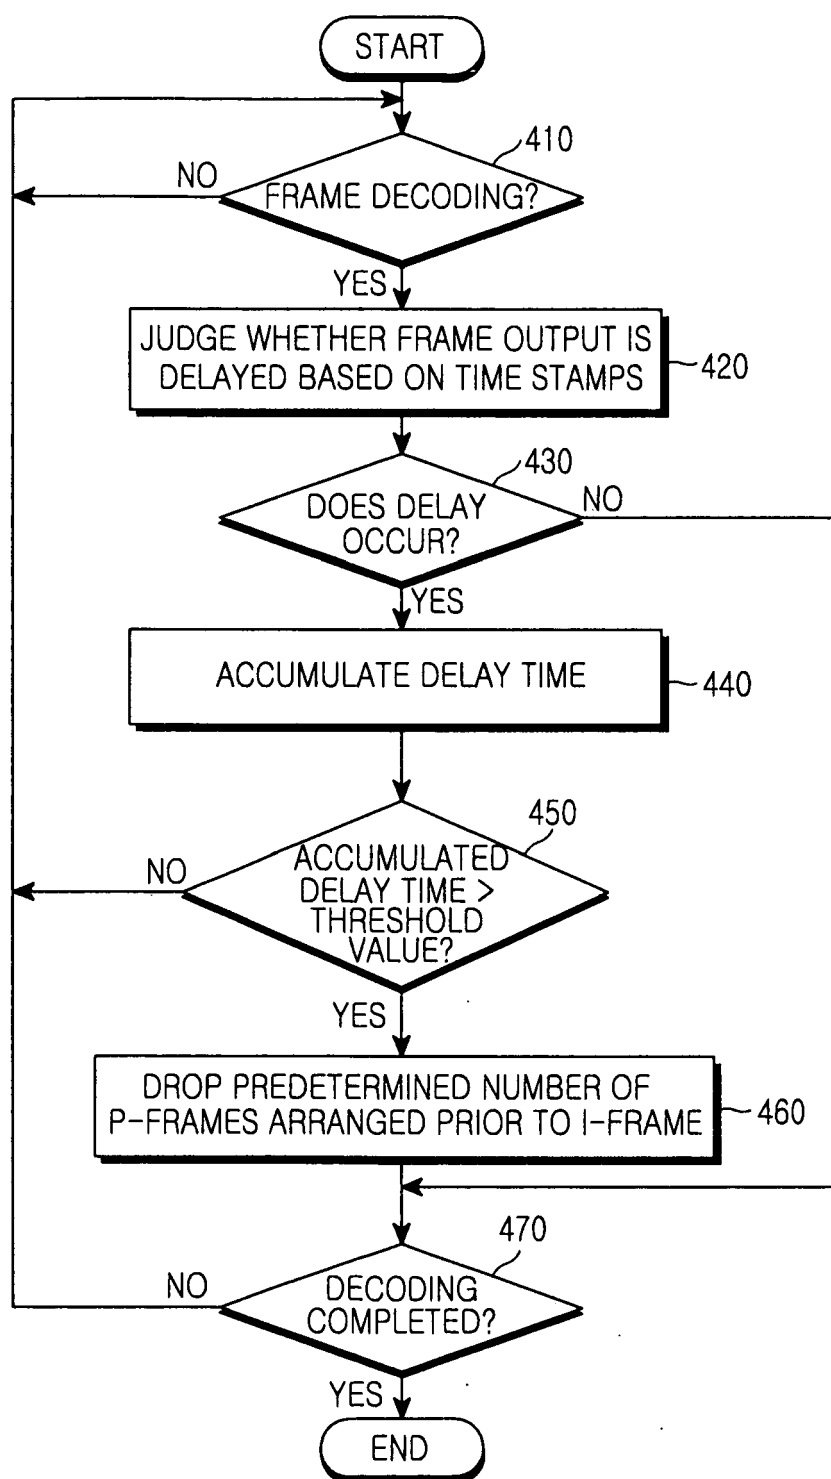 START
410
NO
FRAME DECODING?
YES
JUDGE WHETHER FRAME OUTPUT IS
DELAYED BASED ON TIME STAMPS
420
430
DOES DELAY
OCCUR?
NO
YES
ACCUMULATE DELAY TIME
440
450
NO
ACCUMULATED
DELAY TIME >
THRESHOLD
VALUE?
YES
DROP PREDETERMINED NUMBER OF
P-FRAMES ARRANGED PRIOR TO I-FRAME
460
470
NO
DECODING
COMPLETED?
YES
END